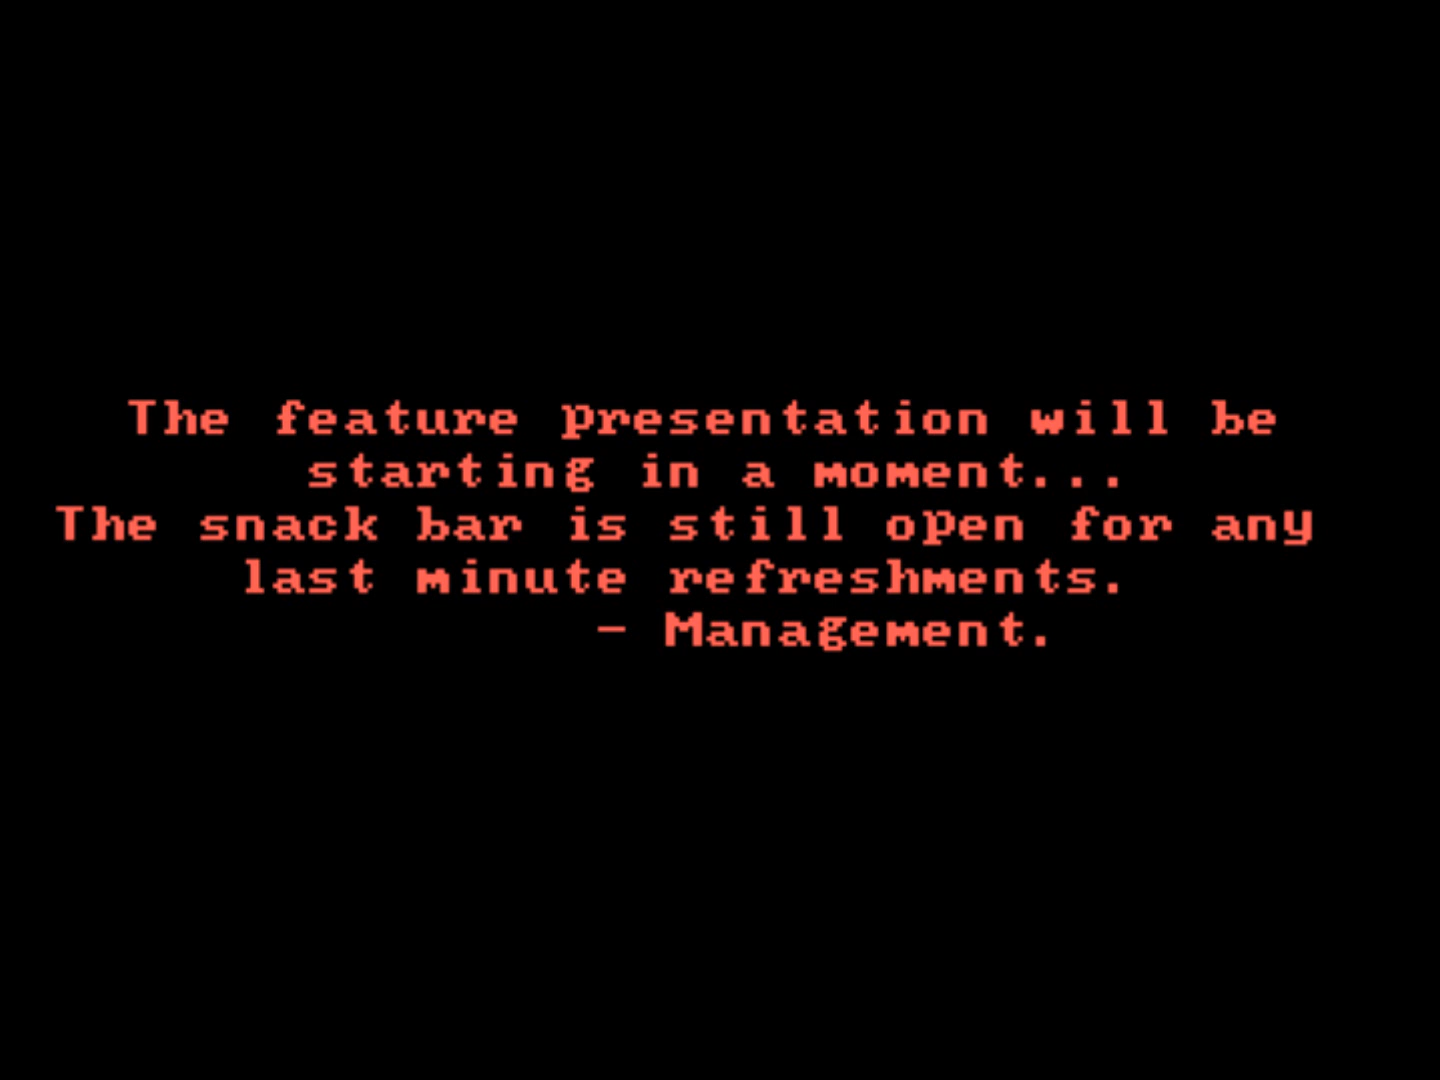 The feature presentation will be
starting in a moment...
The snack bar is still open for any
last minute refreshments.
- Management.